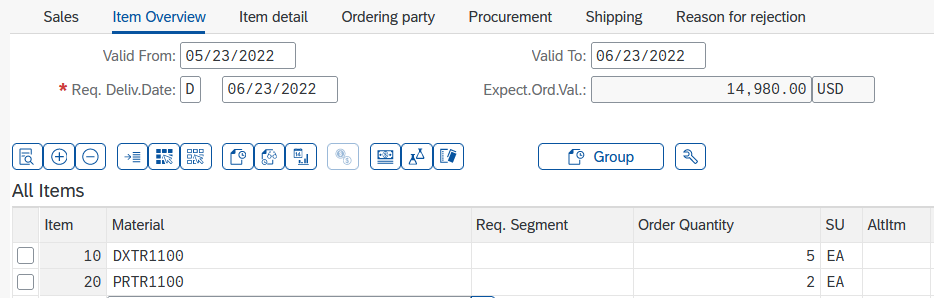 Sales Item Overview Item detail Ordering party Procurement Shipping Reason for rejection
Valid From: 05/23/2022 Valid To: 06/23/2022
* Req. Deliv.Date: D 06/23/2022 Expect.Ord.Val.: 14,980.00 USD
Group
All Items
Item Material Req. Segment Order Quantity SU AltItm
10 DXTR1100 5 EA
20 PRTR1100 2 EA